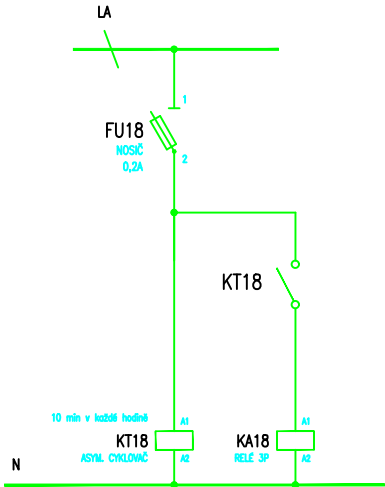 LA
1
FU18
NOSIČ
0,2A
2
KT18
10 min v každé hodině
A1
A1
KT18
KA18
ASYM. CYKLOVAČ
A2
RELÉ 3P
A2
N